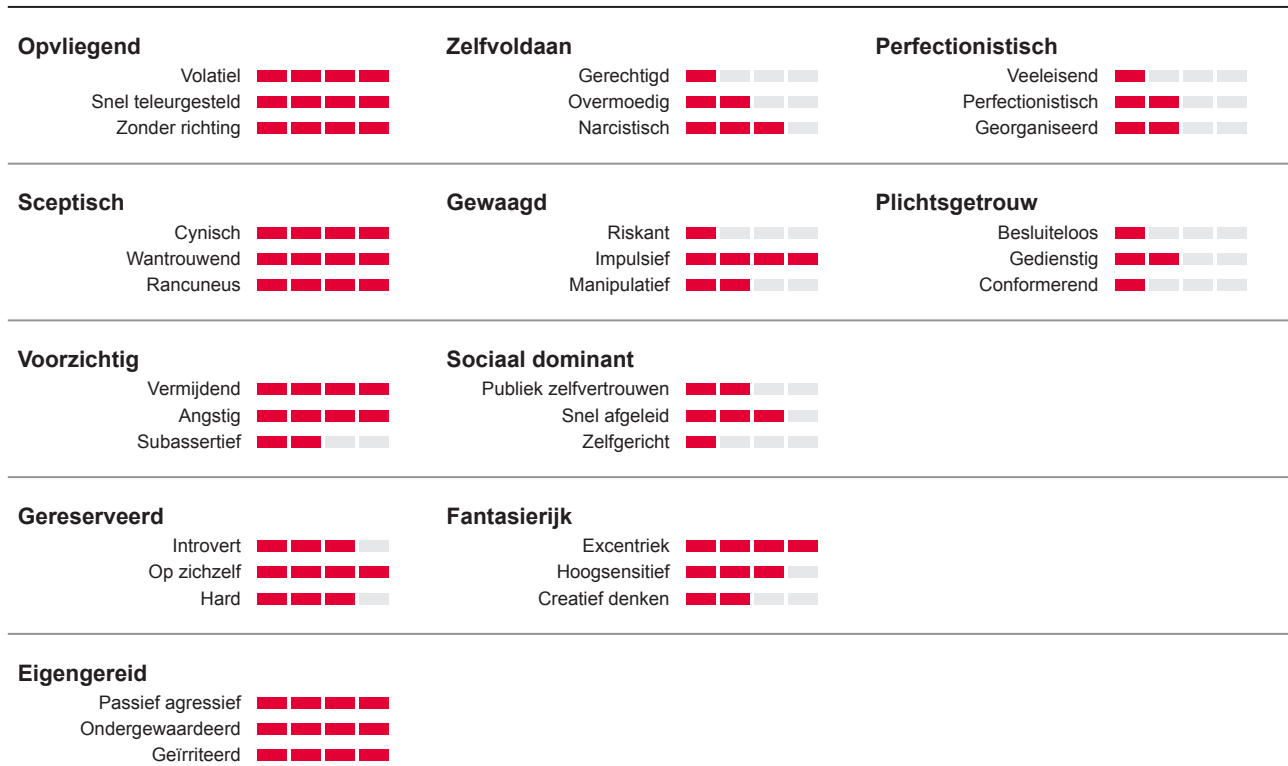 Opvliegend
Volatiel
Snel teleurgesteld
Zonder richting
Zelfvoldaan
Gerechtigd
Overmoedig
Narcistisch
Perfectionistisch
Veeleisend
Perfectionistisch
Georganiseerd
Sceptisch
Cynisch
Wantrouwend
Rancuneus
Gewaagd
Riskant
Impulsief
Manipulatief
Plichtsgetrouw
Besluiteloos
Gedienstig
Conformerend
Voorzichtig
Vermijdend
Angstig
Subassertief
Sociaal dominant
Publiek zelfvertrouwen
Snel afgeleid
Zelfgericht
Gereserveerd
Introvert
Op zichzelf
Hard
Fantasierijk
Excentriek
Hoogsensitief
Creatief denken
Eigengereid
Passief agressief
Ondergewaardeerd
Geïrriteerd